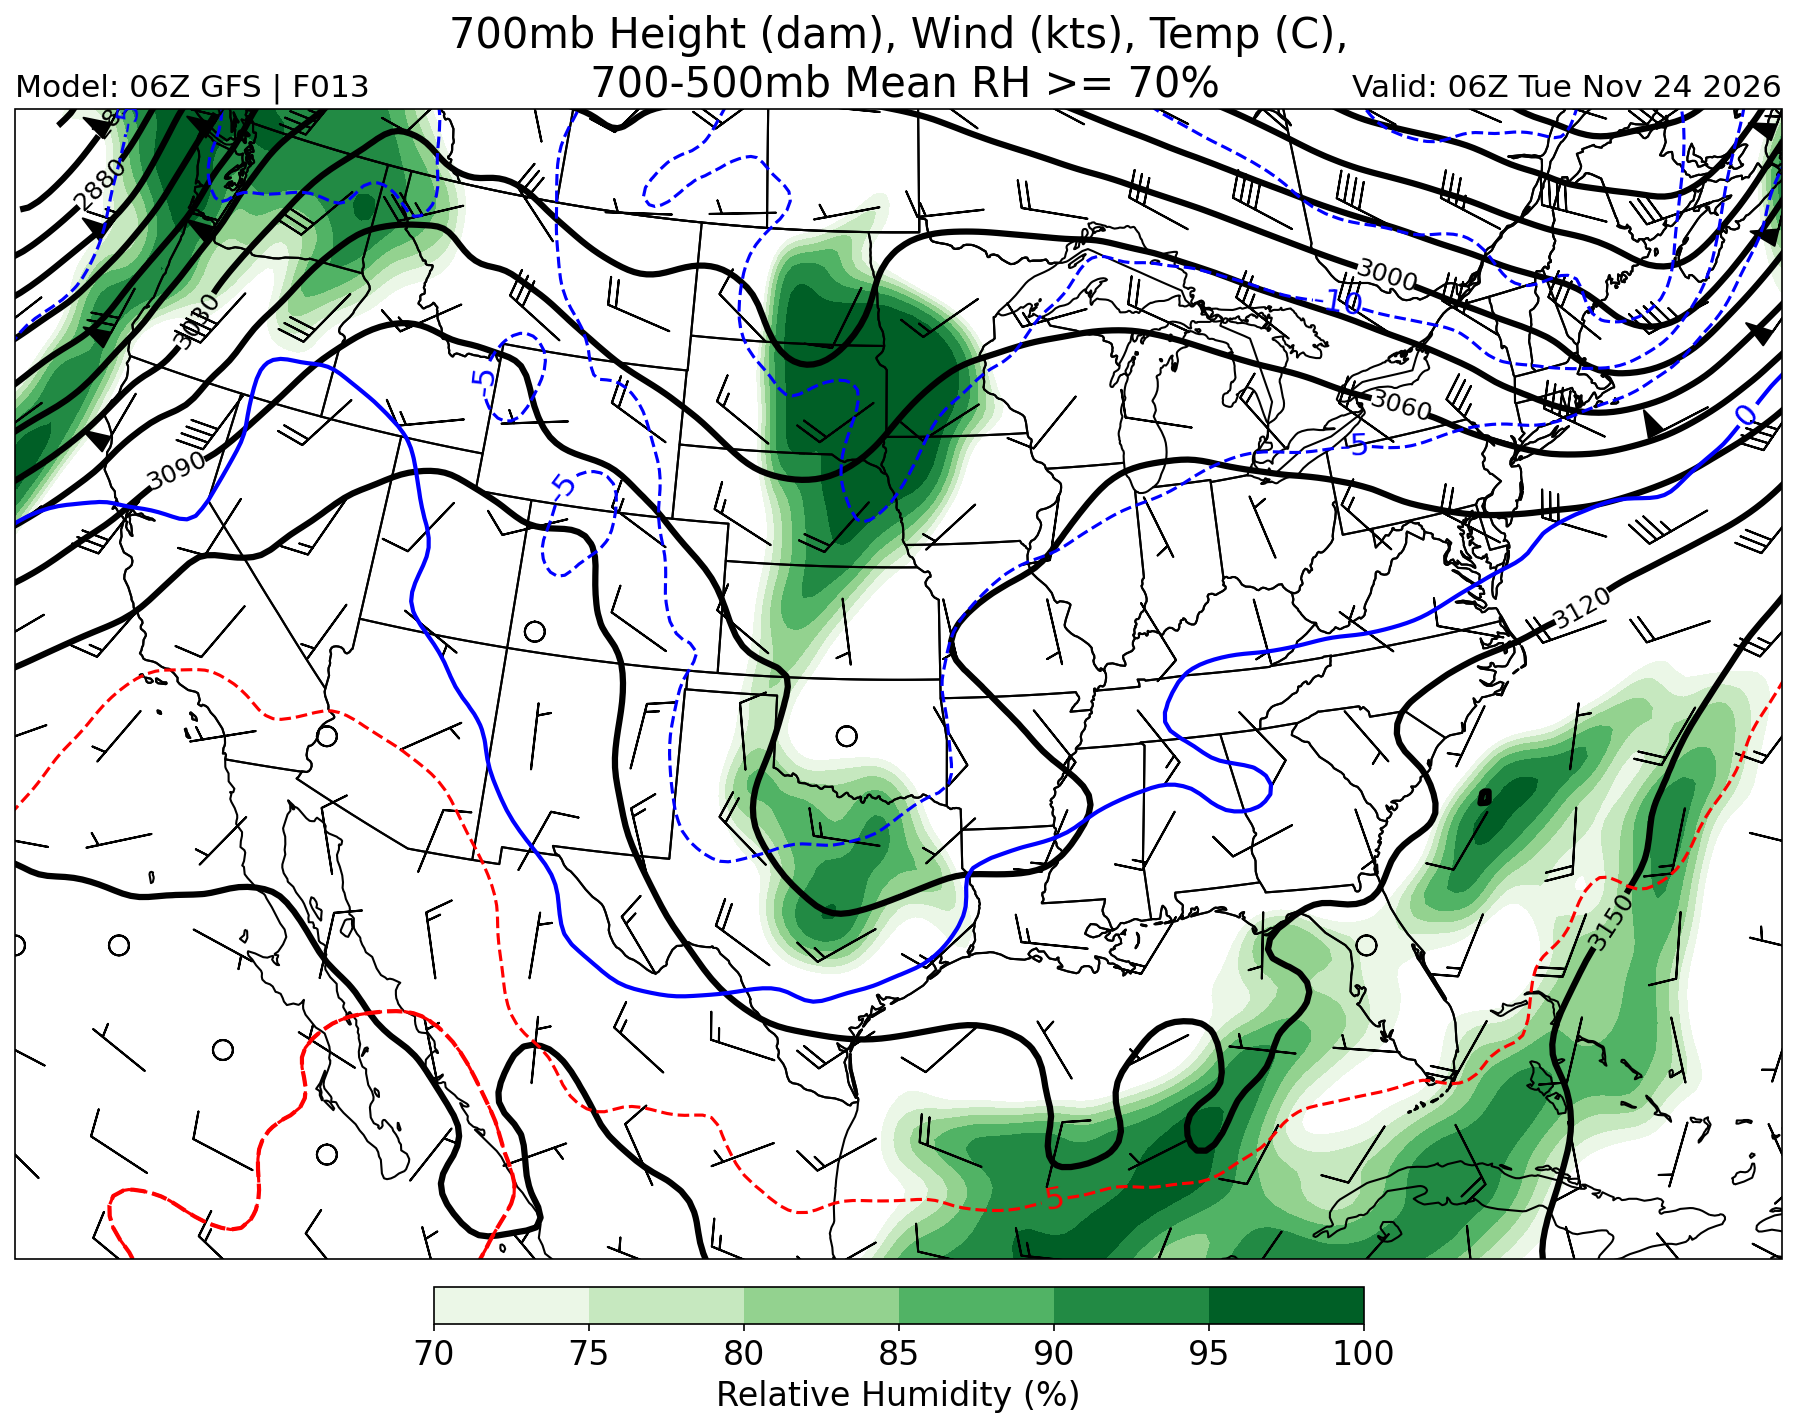 700mb Height (dam), Wind (kts), Temp (C),
700-500mb Mean RH >= 70%
Model: 06Z GFS | F013
Valid: 06Z Tue Nov 24 2026
2880
3000
-10
3030
-5
3060
-5
0
3090
-5
3120
3150
5
70 75 80 85 90 95 100
Relative Humidity (%)